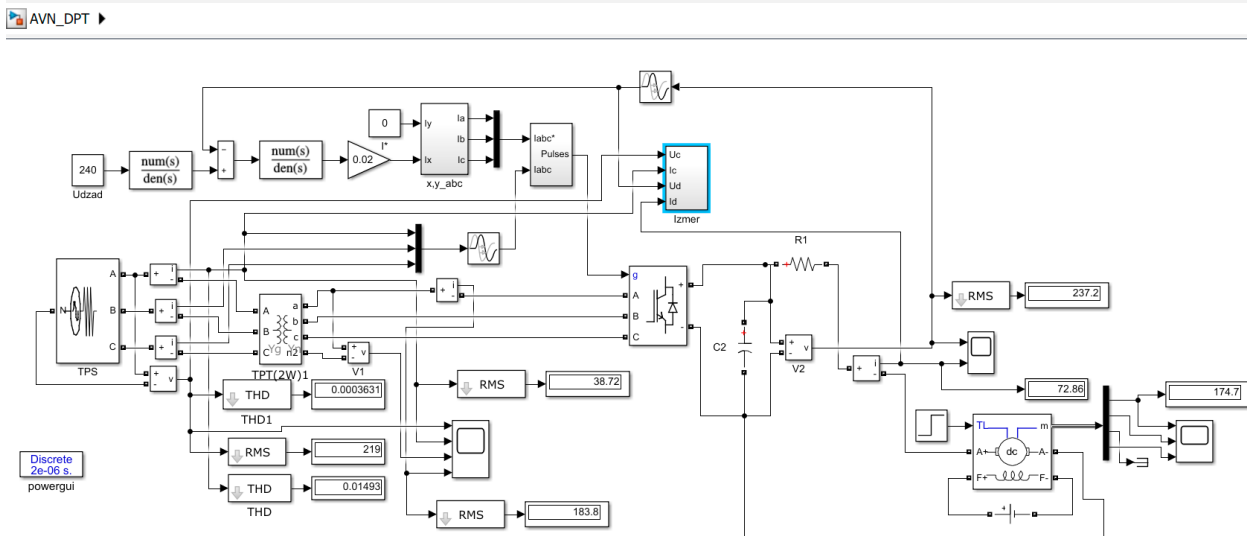 AVN_DPT
240
Udzad
num(s)
den(s)
−
+
num(s)
den(s)
0.02
0
I*
Iy
Ix
Ia
Ib
Ic
x,y_abc
Iabc*
Pulses
Iabc
Uc
Ic
Ud
Id
Izmer
N
A
B
C
TPS
+
-
i
+
-
i
+
-
i
+
-
v
A
B
C
a
b
c
n2
Yg
TPT(2W)1
+
-
i
+
-
v
V1
g
A
B
C
+
-
R1
+
C2
+
+
-
v
V2
+
-
i
RMS
237.2
72.86
174.7
TL
m
A+
dc
A-
F+
F-
+
THD
THD1
0.0003631
RMS
219
THD
THD
0.01493
RMS
38.72
RMS
183.8
Discrete
2e-06 s.
powergui